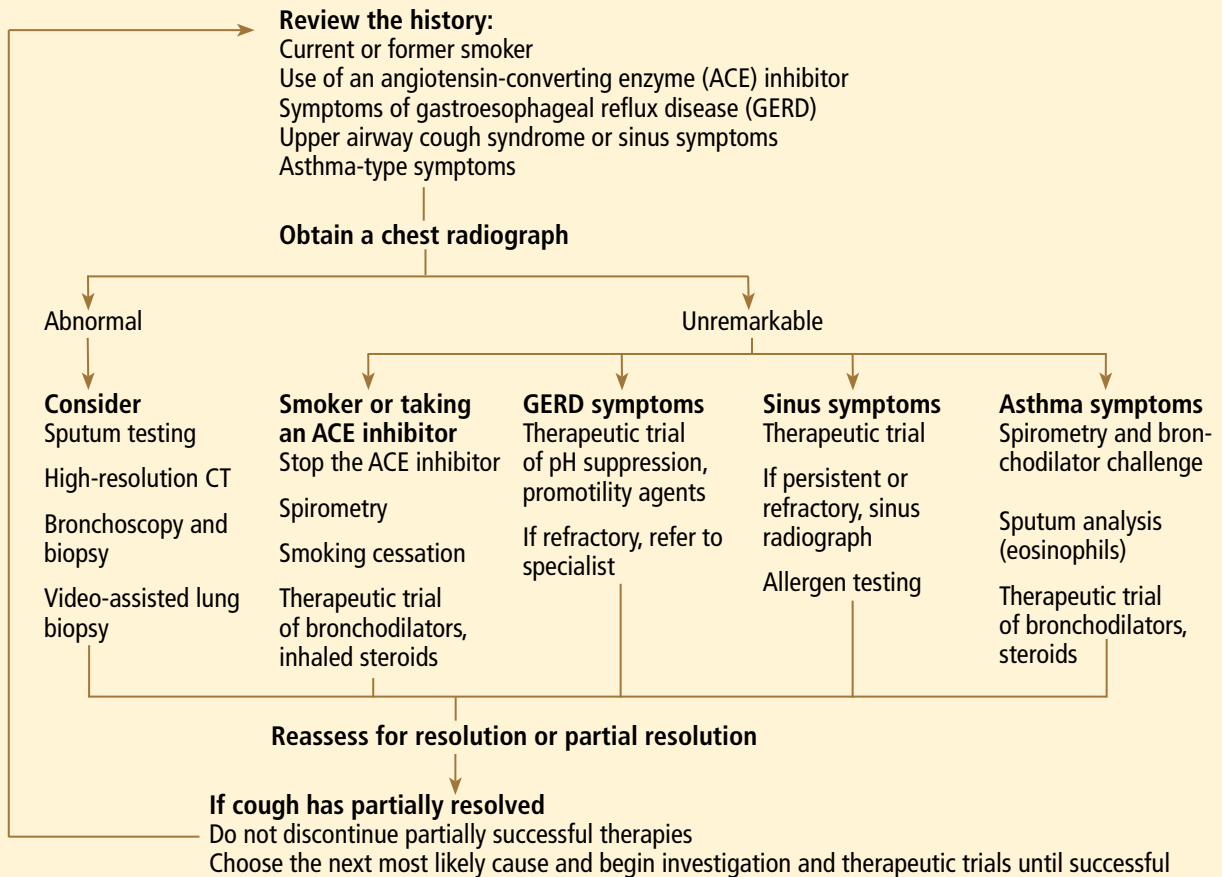 Review the history:
Current or former smoker
Use of an angiotensin-converting enzyme (ACE) inhibitor
Symptoms of gastroesophageal reflux disease (GERD)
Upper airway cough syndrome or sinus symptoms
Asthma-type symptoms
Obtain a chest radiograph
Abnormal
Unremarkable
Consider
Sputum testing
High-resolution CT
Bronchoscopy and
biopsy
Video-assisted lung
biopsy
Smoker or taking
an ACE inhibitor
Stop the ACE inhibitor
Spirometry
Smoking cessation
Therapeutic trial
of bronchodilators,
inhaled steroids
GERD symptoms
Therapeutic trial
of pH suppression,
promotility agents
If refractory, refer to
specialist
Sinus symptoms
Therapeutic trial
If persistent or
refractory, sinus
radiograph
Allergen testing
Asthma symptoms
Spirometry and bron-
chodilator challenge
Sputum analysis
(eosinophils)
Therapeutic trial
of bronchodilators,
steroids
Reassess for resolution or partial resolution
If cough has partially resolved
Do not discontinue partially successful therapies
Choose the next most likely cause and begin investigation and therapeutic trials until successful